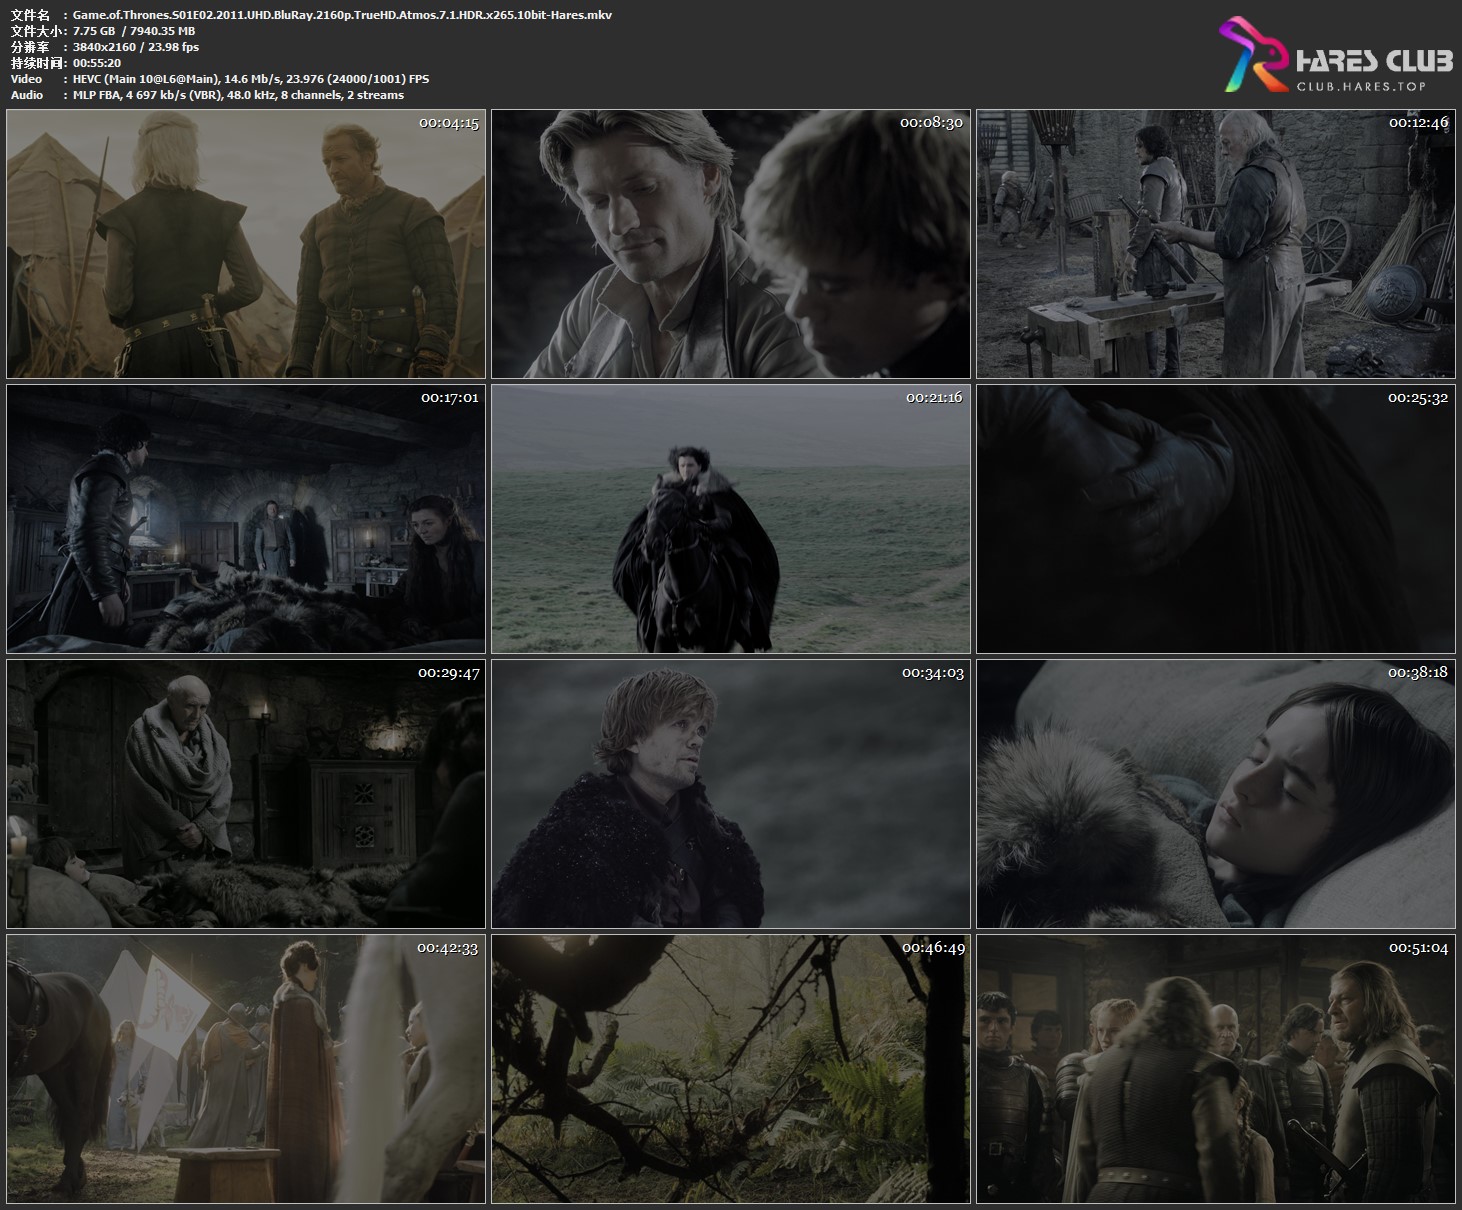 文件名 : Game.of.Thrones.S01E02.2011.UHD.BluRay.2160p.TrueHD.Atmos.7.1.HDR.x265.10bit-Hares.mkv
文件大小: 7.75 GB / 7940.35 MB
分辨率 : 3840x2160 / 23.98 fps
持续时间: 00:55:20
Video : HEVC (Main 10@L6@Main), 14.6 Mb/s, 23.976 (24000/1001) FPS
Audio : MLP FBA, 4 697 kb/s (VBR), 48.0 kHz, 8 channels, 2 streams
HARES CLUB
CLUB.HARES.TOP
00:04:15
00:08:30
00:12:46
00:17:01
00:21:16
00:25:32
00:29:47
00:34:03
00:38:18
00:42:33
00:46:49
00:51:04